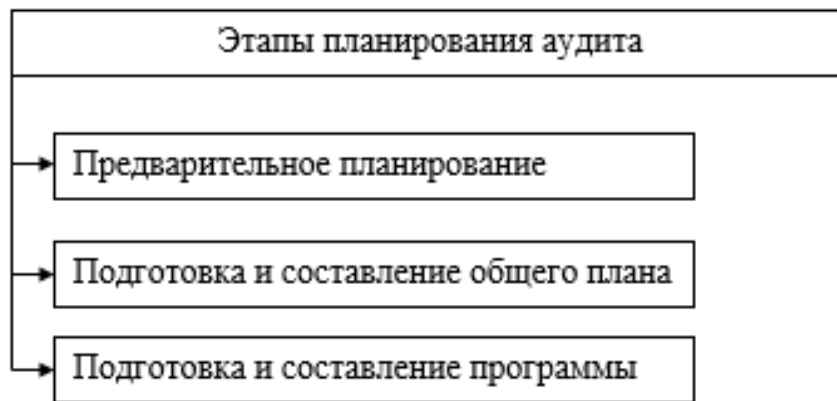 Этапы планирования аудита
Предварительное планирование
Подготовка и составление общего плана
Подготовка и составление программы